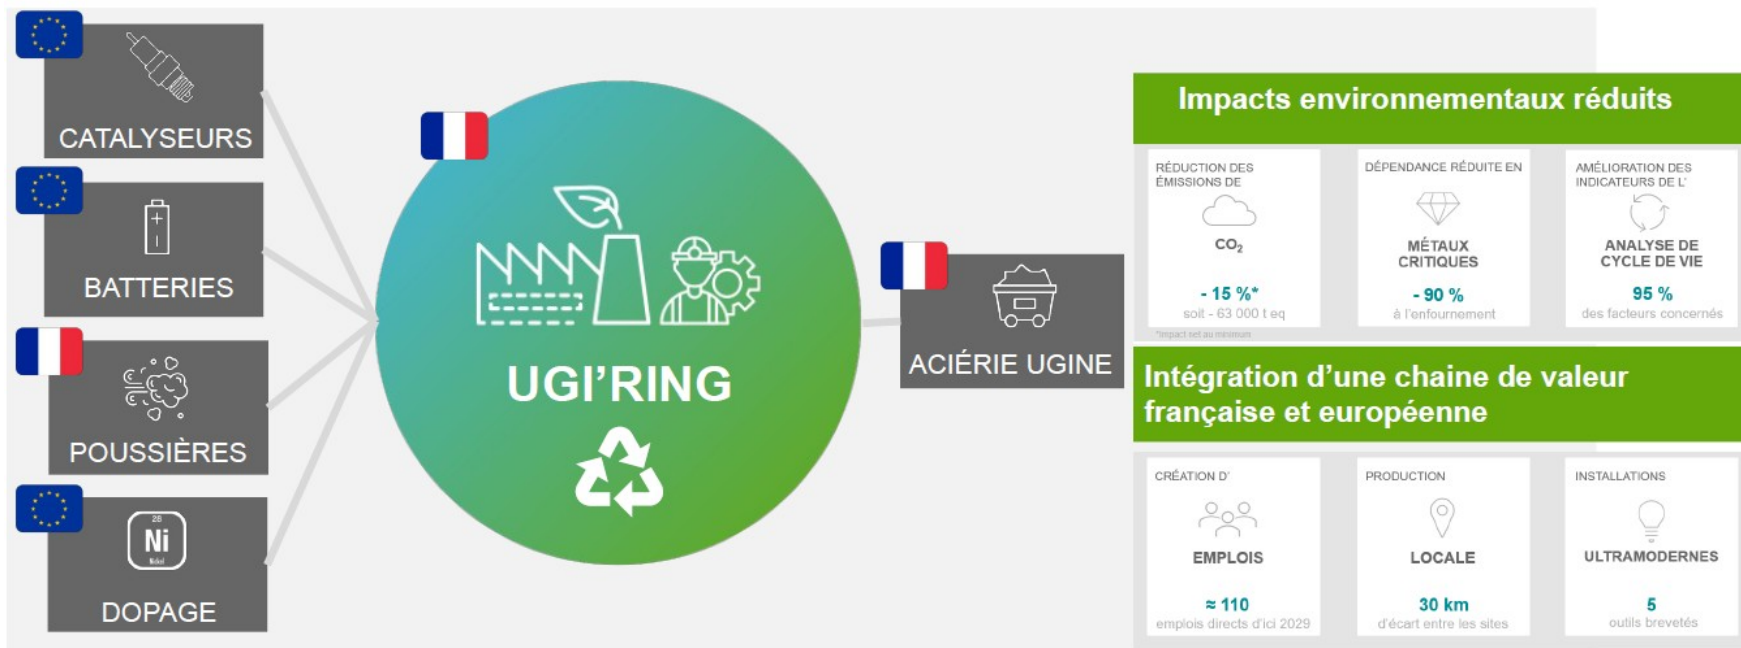 CATALYSEURS
BATTERIES
POUSSIÈRES
28
Ni
Nickel
DOPAGE
UGI’RING
ACIÉRIE UGINE
Impacts environnementaux réduits
RÉDUCTION DES
ÉMISSIONS DE
CO₂
- 15 %*
soit - 63 000 t eq
*impact net au minimum
DÉPENDANCE RÉDUITE EN
MÉTAUX
CRITIQUES
- 90 %
à l’enfournement
AMÉLIORATION DES
INDICATEURS DE L’
ANALYSE DE
CYCLE DE VIE
95 %
des facteurs concernés
Intégration d’une chaine de valeur
française et européenne
CRÉATION D’
EMPLOIS
≈ 110
emplois directs d’ici 2029
PRODUCTION
LOCALE
30 km
d’écart entre les sites
INSTALLATIONS
ULTRAMODERNES
5
outils brevetés